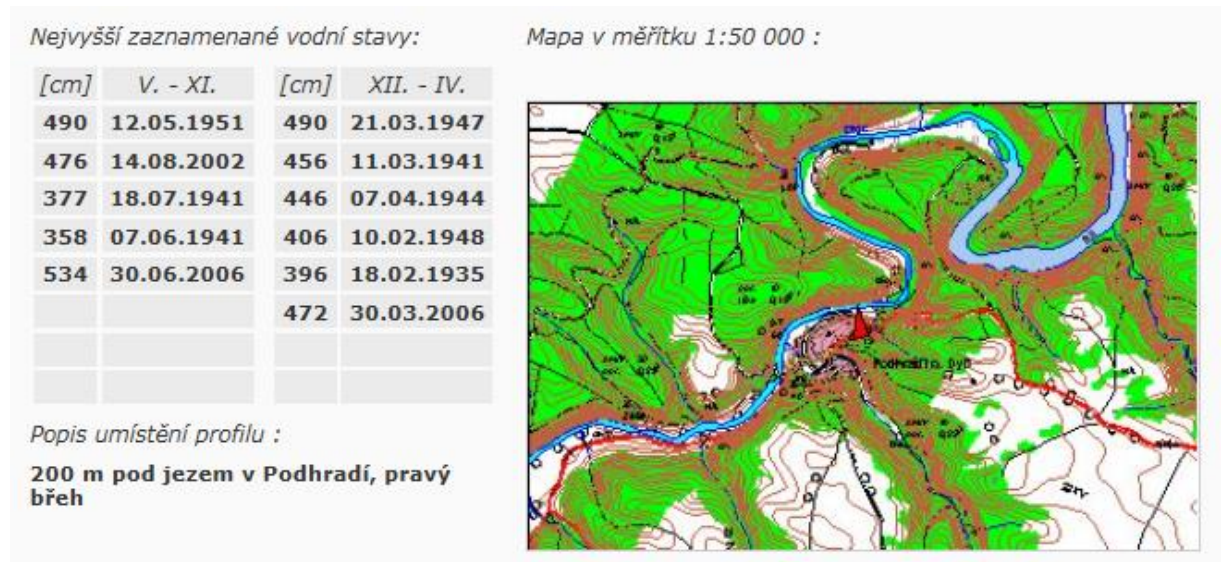 Nejvyšší zaznamenané vodní stavy:
Mapa v měřítku 1:50 000 :
[cm] V. - XI. [cm] XII. - IV.
490 12.05.1951 490 21.03.1947
476 14.08.2002 456 11.03.1941
377 18.07.1941 446 07.04.1944
358 07.06.1941 406 10.02.1948
534 30.06.2006 396 18.02.1935
472 30.03.2006
Popis umístění profilu :
200 m pod jezem v Podhradí, pravý
břeh